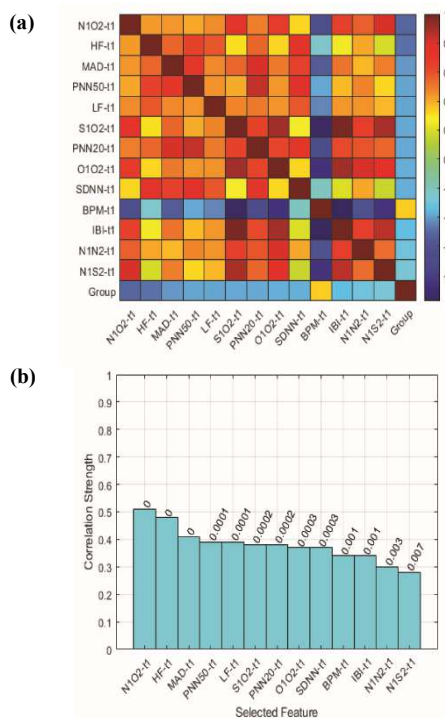 (a)
N1O2-t1
HF-t1
MAD-t1
PNN50-t1
LF-t1
S1O2-t1
PNN20-t1
O1O2-t1
SDNN-t1
BPM-t1
IBI-t1
N1N2-t1
N1S2-t1
Group
N1O2-t1
HF-t1
MAD-t1
PNN50-t1
LF-t1
S1O2-t1
PNN20-t1
O1O2-t1
SDNN-t1
BPM-t1
IBI-t1
N1N2-t1
N1S2-t1
Group
(b)
Correlation Strength
1
0.9
0.8
0.7
0.6
0.5
0.4
0.3
0.2
0.1
0
0
0
0
0.0001
0.0001
0.0002
0.0002
0.0003
0.0003
0.001
0.001
0.003
0.007
N1O2-t1
HF-t1
MAD-t1
PNN50-t1
LF-t1
S1O2-t1
PNN20-t1
O1O2-t1
SDNN-t1
BPM-t1
IBI-t1
N1N2-t1
N1S2-t1
Selected Feature